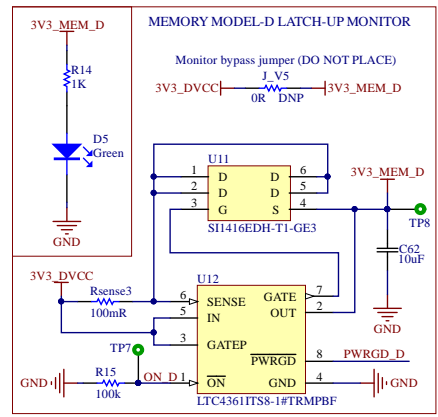 MEMORY MODEL-D LATCH-UP MONITOR
3V3_MEM_D
R14
1K
D5
Green
GND
Monitor bypass jumper (DO NOT PLACE)
J_V5
3V3_DVCC
3V3_MEM_D
0R DNP
U11
1 D D 6
2 D D 5
3 G S 4
SI1416EDH-T1-GE3
3V3_MEM_D
TP8
C62
10uF
GND
3V3_DVCC
Rsense3
100mR
U12
6 SENSE GATE 7
5 IN OUT 2
3 GATEP
PWRGD 8 PWRGD_D
TP7
R15
GND 100k ON_D 1 ON GND 4 GND
LTC4361ITS8-1#TRMPBF